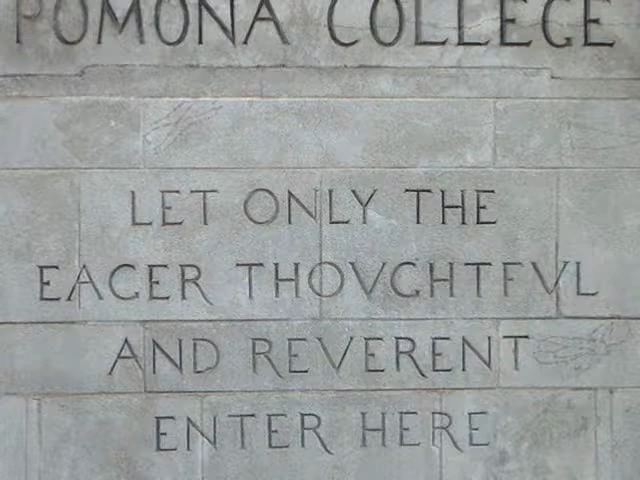 POMONA COLLEGE
LET ONLY THE
EAGER THOVGHTFVL
AND REVERENT
ENTER HERE